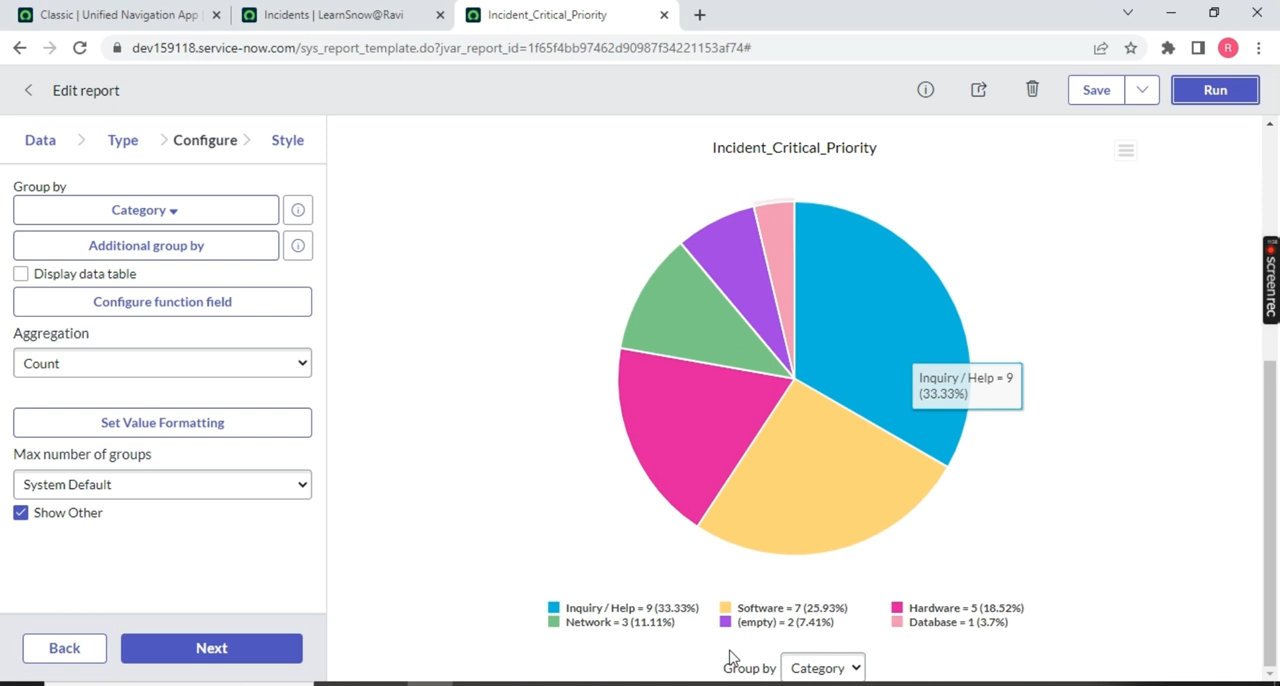 Classic | Unified Navigation App
Incidents | LearnSnow@Ravi
Incident_Critical_Priority
dev159118.service-now.com/sys_report_template.do?jvar_report_id=1f65f4bb97462d90987f34221153af74#
R
Edit report
Save
Run
Data
Type
Configure
Style
Group by
Category
Additional group by
Display data table
Configure function field
Aggregation
Count
Set Value Formatting
Max number of groups
System Default
Show Other
Back
Next
Incident_Critical_Priority
Inquiry / Help = 9
(33.33%)
Inquiry / Help = 9 (33.33%) Software = 7 (25.93%) Hardware = 5 (18.52%)
Network = 3 (11.11%) (empty) = 2 (7.41%) Database = 1 (3.7%)
Group by Category
screenrec